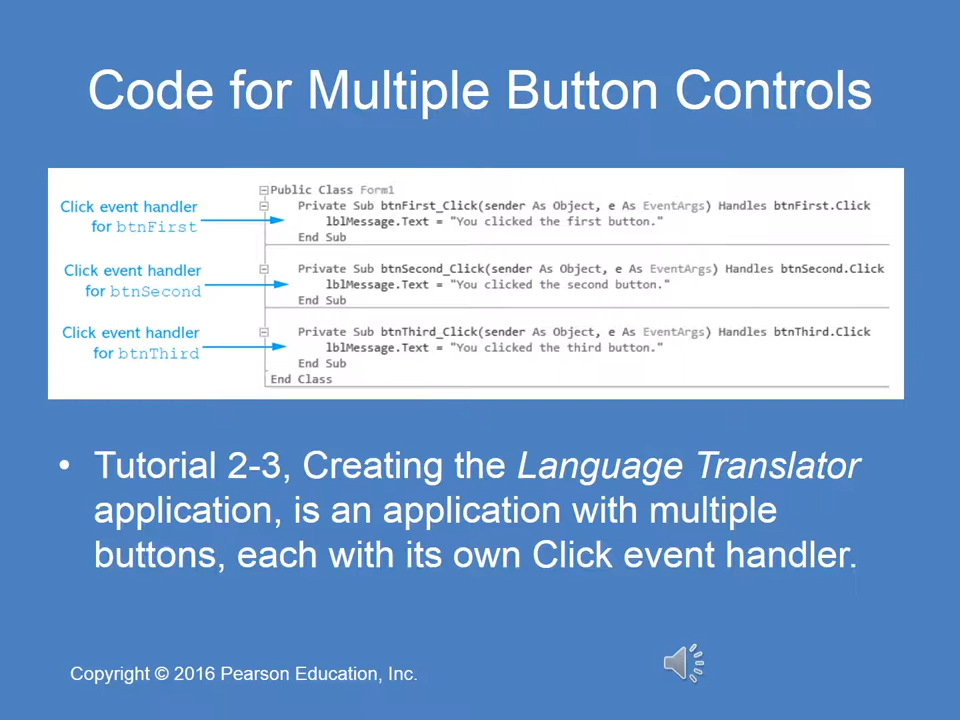 Code for Multiple Button Controls
Click event handler
for btnFirst
Click event handler
for btnSecond
Click event handler
for btnThird
Public Class Form1
Private Sub btnFirst_Click(sender As Object, e As EventArgs) Handles btnFirst.Click
lblMessage.Text = "You clicked the first button."
End Sub
Private Sub btnSecond_Click(sender As Object, e As EventArgs) Handles btnSecond.Click
lblMessage.Text = "You clicked the second button."
End Sub
Private Sub btnThird_Click(sender As Object, e As EventArgs) Handles btnThird.Click
lblMessage.Text = "You clicked the third button."
End Sub
End Class
• Tutorial 2-3, Creating the Language Translator
application, is an application with multiple
buttons, each with its own Click event handler.
Copyright © 2016 Pearson Education, Inc.